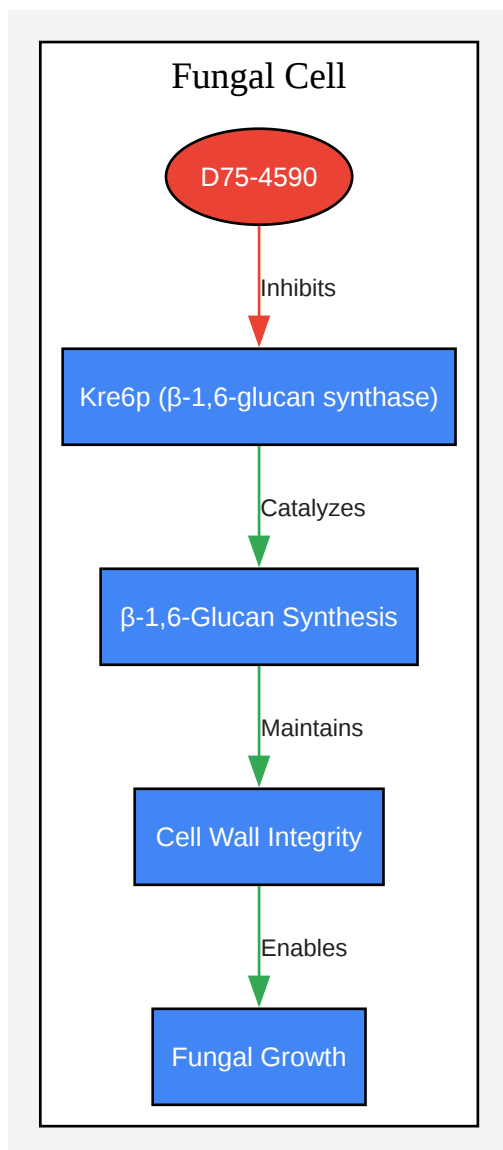 Fungal Cell
D75-4590
Inhibits
Kre6p (β-1,6-glucan synthase)
Catalyzes
β-1,6-Glucan Synthesis
Maintains
Cell Wall Integrity
Enables
Fungal Growth